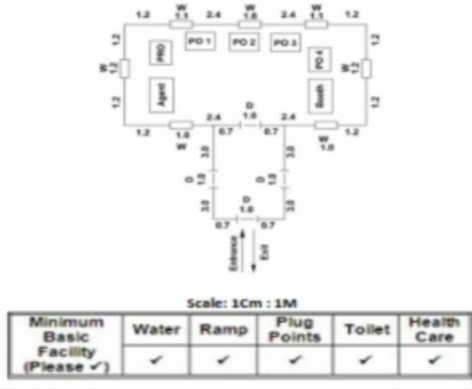 W W W
1.2 1.1 2.4 1.6 2.4 1.1 1.2
1.2 PRO PO 1 PO 2 PO 3 1.2
W 1.2 PO 4 W 1.2
1.2 Agent Booth 1.2
D
1.2 1.0 2.4 1.0 2.4 1.2
W 0.7 0.7 W
1.0
3.0 3.0
D 1.0 D 1.0
3.0 D 3.0
1.0
0.7 0.7
Entrance Exit
Scale: 1Cm : 1M
Minimum Basic Facility (Please ✓) Water Ramp Plug Points Toilet Health Care
✓ ✓ ✓ ✓ ✓